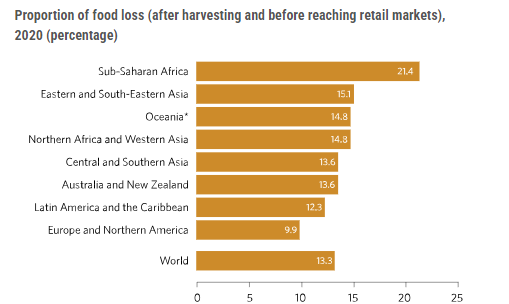 Proportion of food loss (after harvesting and before reaching retail markets),
2020 (percentage)
Sub-Saharan Africa 21.4
Eastern and South-Eastern Asia 15.1
Oceania* 14.8
Northern Africa and Western Asia 14.8
Central and Southern Asia 13.6
Australia and New Zealand 13.6
Latin America and the Caribbean 12.3
Europe and Northern America 9.9
World 13.3
0 5 10 15 20 25